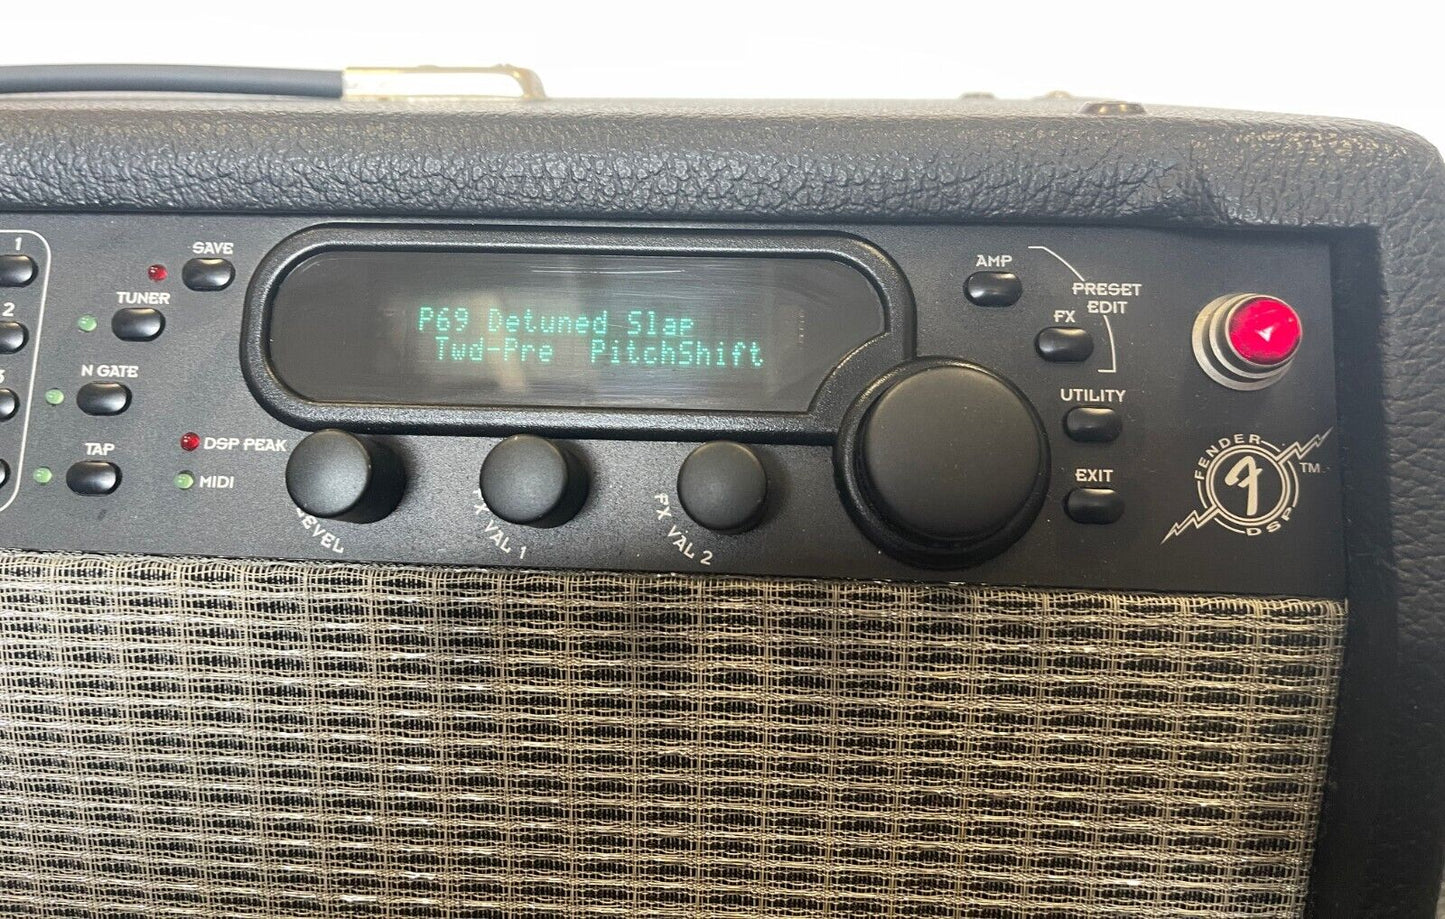 1
2
3
SAVE
TUNER
N GATE
TAP
DSP PEAK
MIDI
P69 Detuned Slap
Twd-Pre PitchShift
LEVEL
FX VAL 1
FX VAL 2
AMP
PRESET
EDIT
FX
UTILITY
EXIT
FENDER
DSP
TM